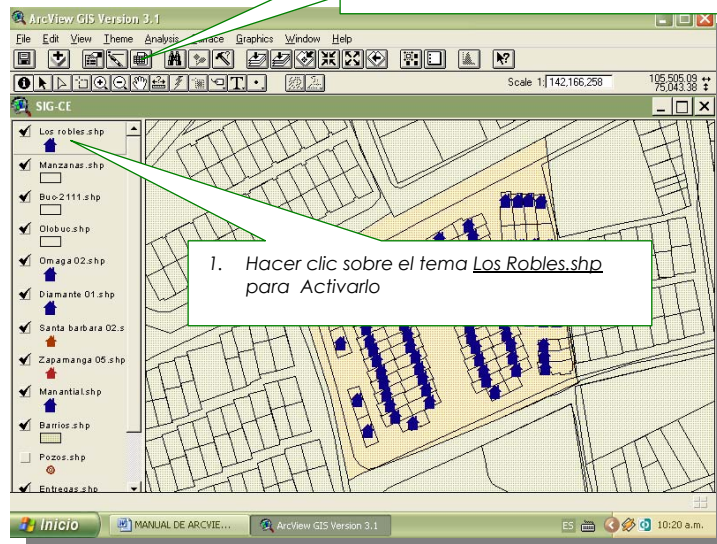 ArcView GIS Version 3.1
File Edit View Theme Analysis Surface Graphics Window Help
Scale 1: 142,166,258
105,505.09
75,043.38
SIG-CE
Los robles.shp
Manzanas.shp
Buo-2111.shp
Olobuc.shp
Omaga 02.shp
Diamante 01.shp
Santa barbara 02.s
Zapamanga 05.shp
Manantial.shp
Barrios.shp
Pozos.shp
Entregas.shp
1. Hacer clic sobre el tema Los Robles.shp
para Activarlo
Inicio
MANUAL DE ARCVIE...
ArcView GIS Version 3.1
ES
10:20 a.m.